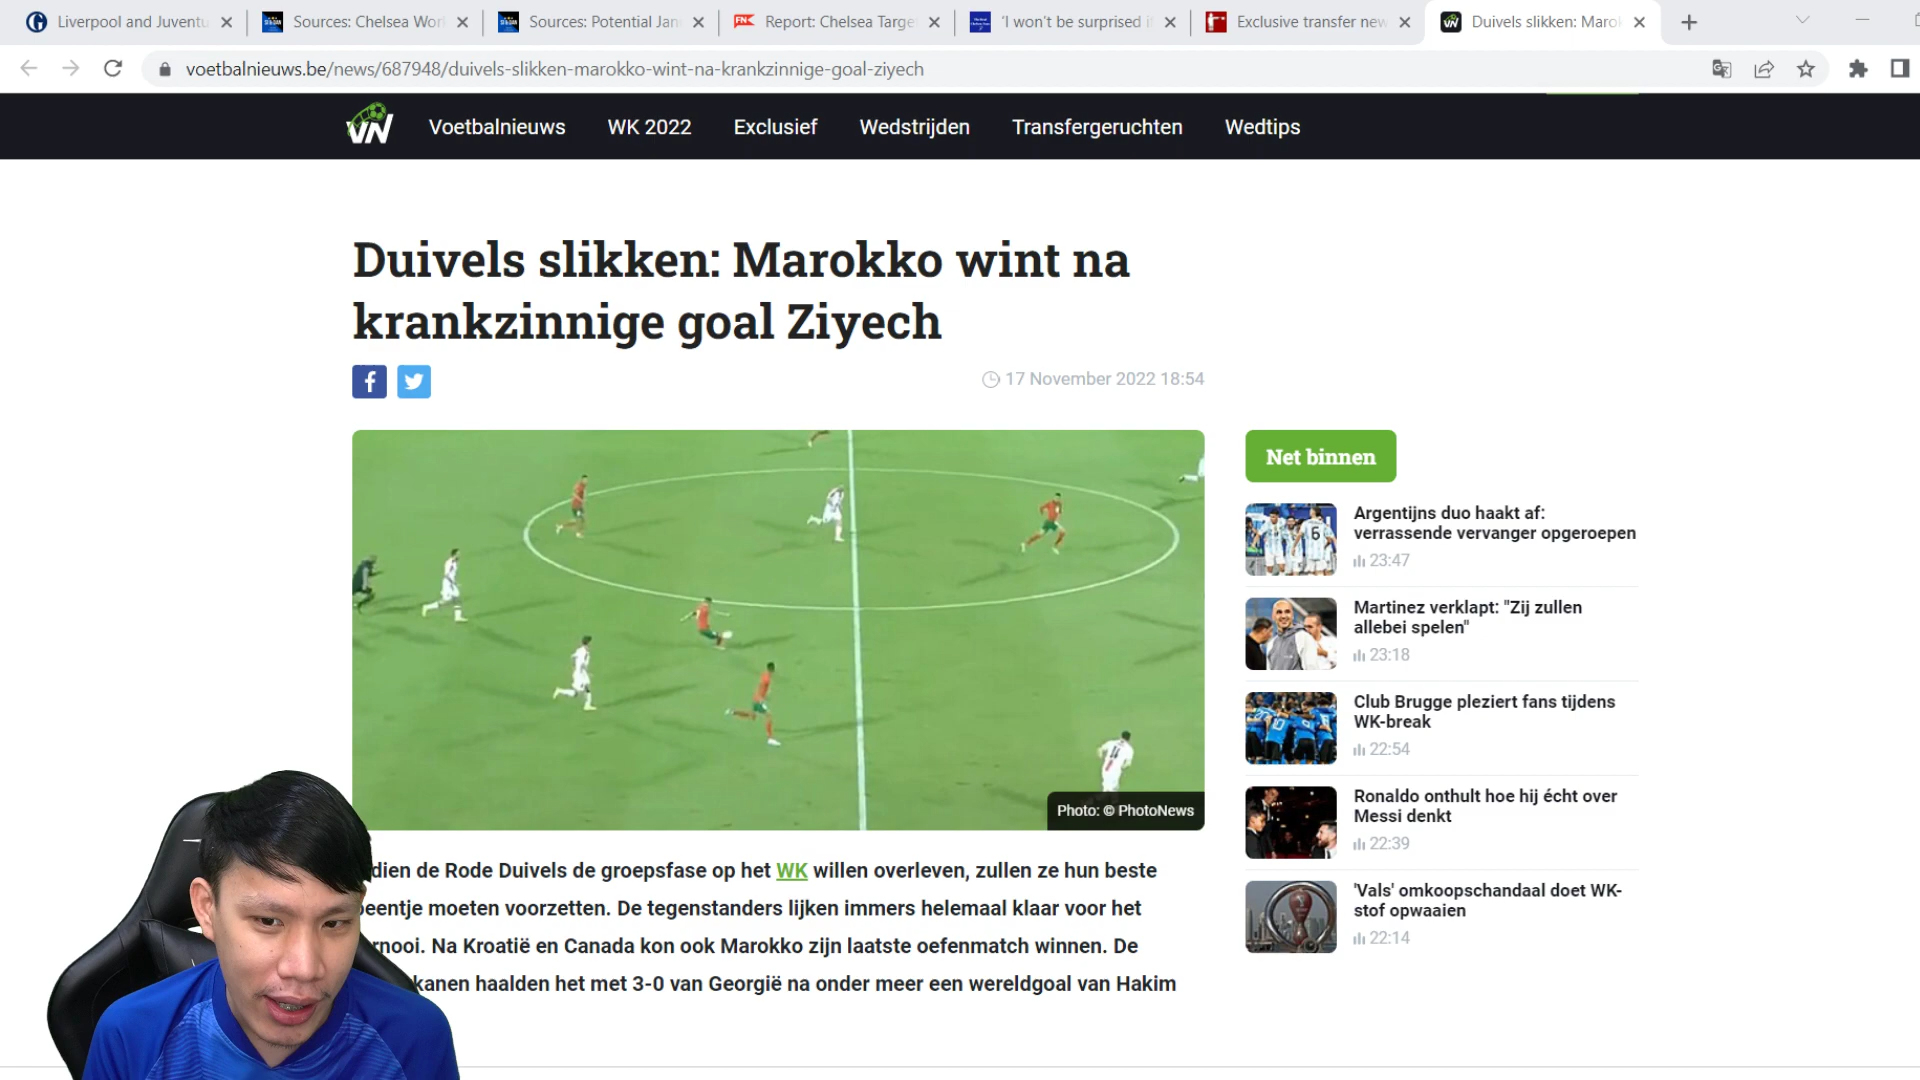 Liverpool and Juventu
Sources: Chelsea Wor
Sources: Potential Jan
Report: Chelsea Targe
'I won't be surprised i
Exclusive transfer new
Duivels slikken: Marok
voetbalnieuws.be/news/687948/duivels-slikken-marokko-wint-na-krankzinnige-goal-ziyech
VN
Voetbalnieuws
WK 2022
Exclusief
Wedstrijden
Transfergeruchten
Wedtips
Duivels slikken: Marokko wint na
krankzinnige goal Ziyech
17 November 2022 18:54
Photo: © PhotoNews
dien de Rode Duivels de groepsfase op het WK willen overleven, zullen ze hun beste
beentje moeten voorzetten. De tegenstanders lijken immers helemaal klaar voor het
rnooi. Na Kroatië en Canada kon ook Marokko zijn laatste oefenmatch winnen. De
kanen haalden het met 3-0 van Georgië na onder meer een wereldgoal van Hakim
Net binnen
Argentijns duo haakt af:
verrassende vervanger opgeroepen
23:47
Martinez verklapt: "Zij zullen
allebei spelen"
23:18
Club Brugge pleziert fans tijdens
WK-break
22:54
Ronaldo onthult hoe hij écht over
Messi denkt
22:39
'Vals' omkoopschandaal doet WK-
stof opwaaien
22:14